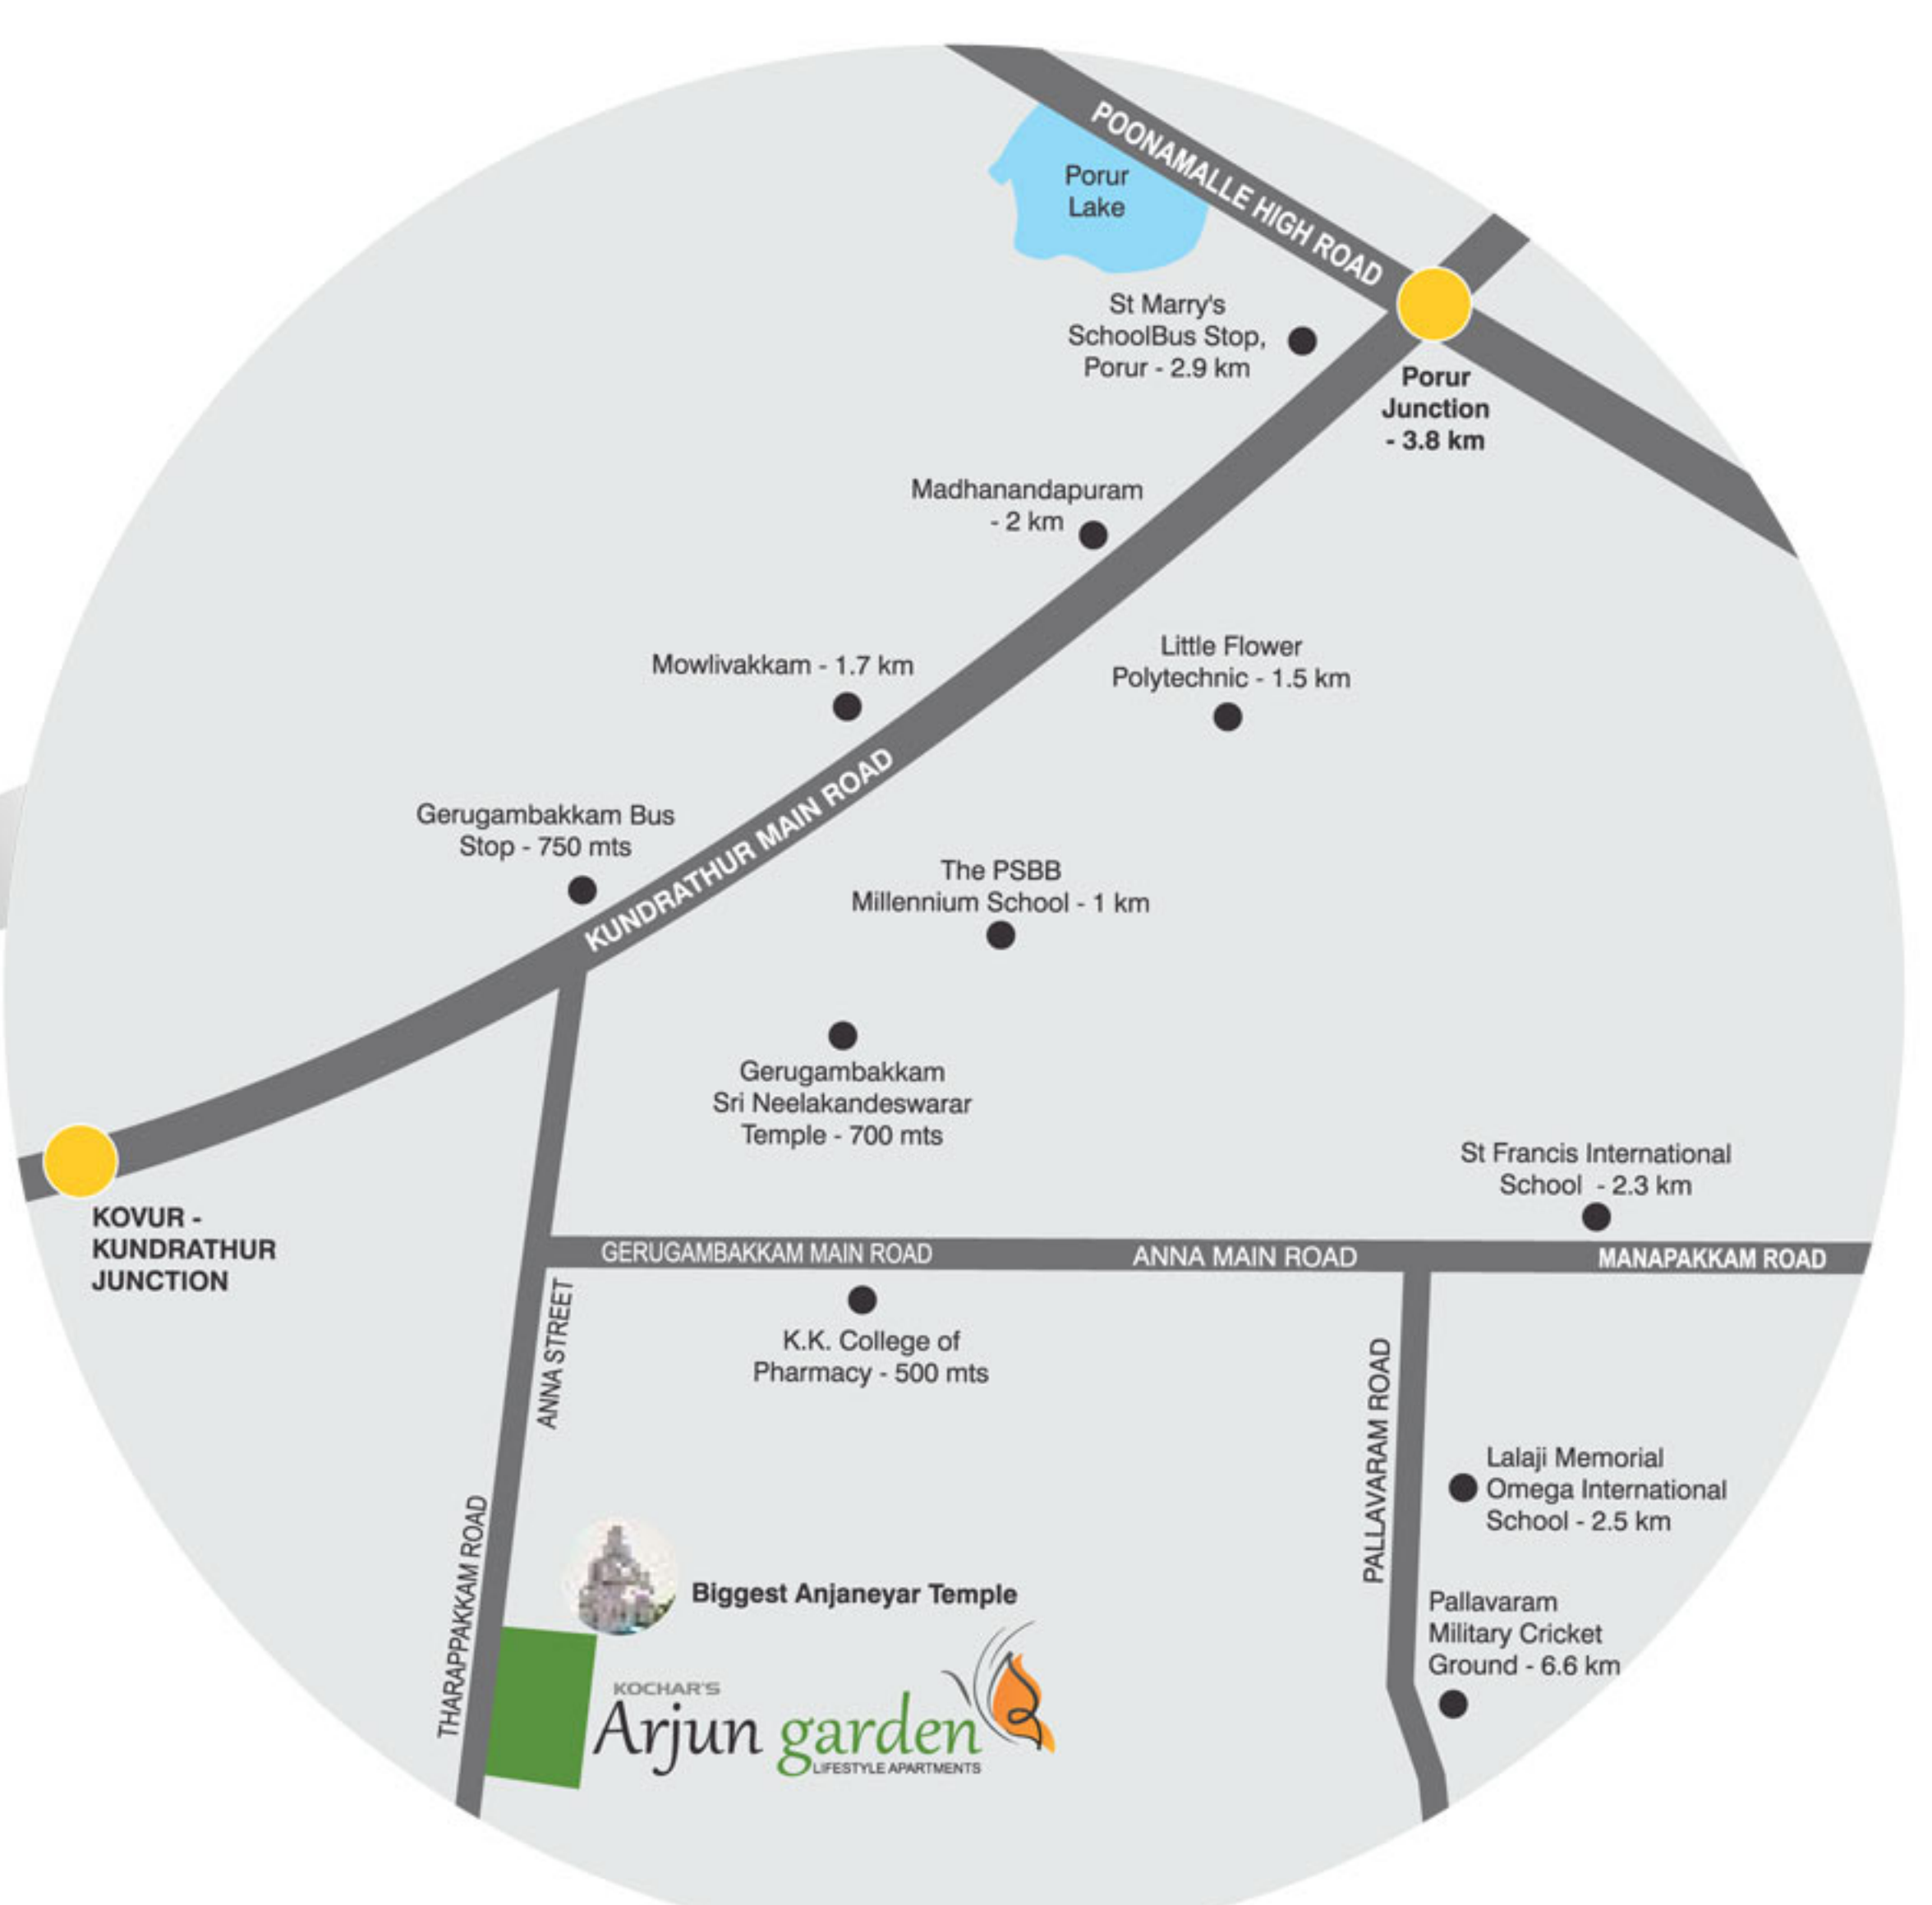 POONAMALLE HIGH ROAD
Porur
Lake
St Marry's
SchoolBus Stop,
Porur - 2.9 km
Porur
Junction
- 3.8 km
Madhanandapuram
- 2 km
Mowlivakkam - 1.7 km
Little Flower
Polytechnic - 1.5 km
KUNDRATHUR MAIN ROAD
Gerugambakkam Bus
Stop - 750 mts
The PSBB
Millennium School - 1 km
Gerugambakkam
Sri Neelakandeswarar
Temple - 700 mts
St Francis International
School - 2.3 km
KOVUR -
KUNDRATHUR
JUNCTION
GERUGAMBAKKAM MAIN ROAD
ANNA MAIN ROAD
MANAPAKKAM ROAD
ANNA STREET
K.K. College of
Pharmacy - 500 mts
PALLAVARAM ROAD
Lalaji Memorial
Omega International
School - 2.5 km
THARAPPAKKAM ROAD
Biggest Anjaneyar Temple
Pallavaram
Military Cricket
Ground - 6.6 km
KOCHAR'S
Arjun garden
LIFESTYLE APARTMENTS